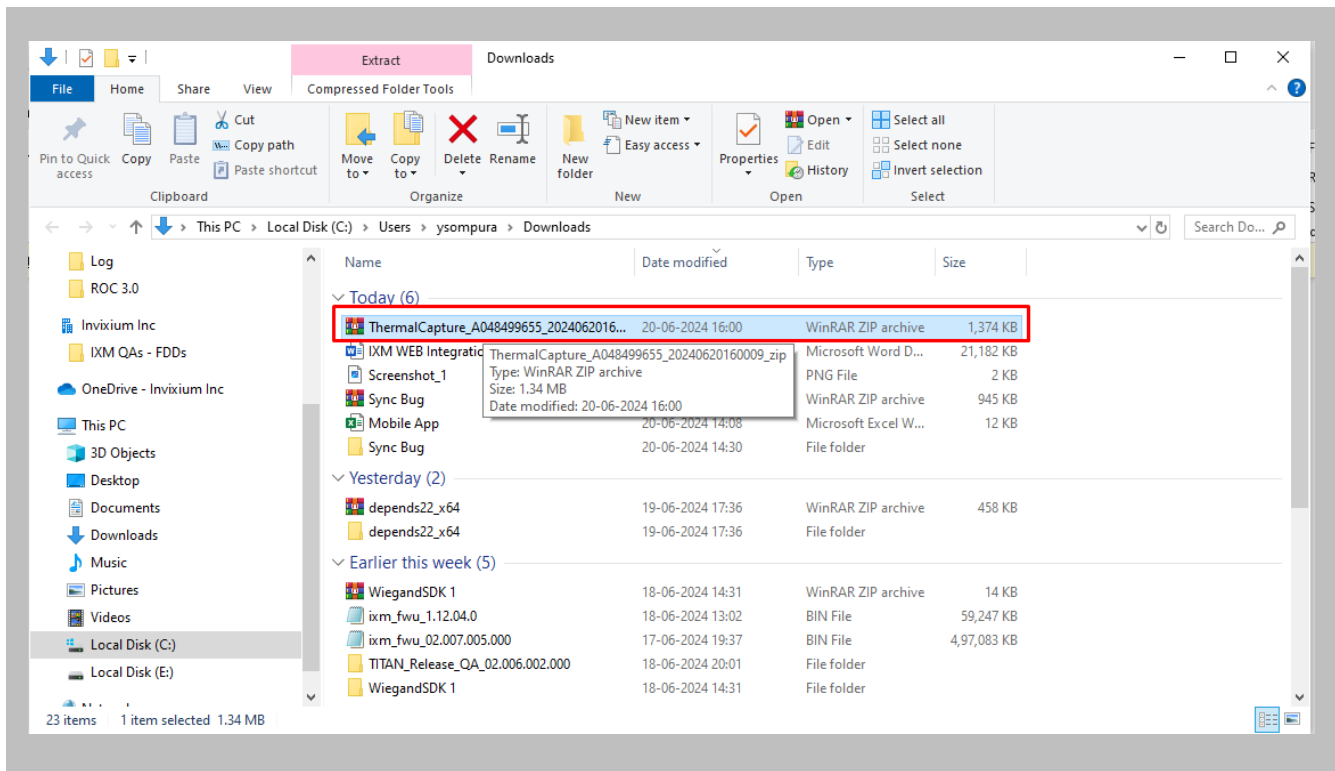 Extract
Downloads
File
Home
Share
View
Compressed Folder Tools
Pin to Quick access
Copy
Paste
Cut
Copy path
Paste shortcut
Clipboard
Move to
Copy to
Delete
Rename
Organize
New folder
New item
Easy access
New
Properties
Open
Edit
History
Open
Select all
Select none
Invert selection
Select
This PC > Local Disk (C:) > Users > ysompura > Downloads
Search Do...
Log
ROC 3.0
Invixium Inc
IXM QAs - FDDs
OneDrive - Invixium Inc
This PC
3D Objects
Desktop
Documents
Downloads
Music
Pictures
Videos
Local Disk (C:)
Local Disk (E:)
Name Date modified Type Size
Today (6)
ThermalCapture_A048499655_2024062016... 20-06-2024 16:00 WinRAR ZIP archive 1,374 KB
IXM WEB Microsoft Word D... 21,182 KB
Screenshot_1 PNG File 2 KB
Sync Bug WinRAR ZIP archive 945 KB
Mobile App 20-06-2024 14:08 Microsoft Excel W... 12 KB
Sync Bug 20-06-2024 14:30 File folder
ThermalCapture_A048499655_20240620160009_zip
Type: WinRAR ZIP archive
Size: 1.34 MB
Date modified: 20-06-2024 16:00
Yesterday (2)
depends22_x64 19-06-2024 17:36 WinRAR ZIP archive 458 KB
depends22_x64 19-06-2024 17:36 File folder
Earlier this week (5)
WiegandSDK 1 18-06-2024 14:31 WinRAR ZIP archive 14 KB
ixm_fwu_1.12.04.0 18-06-2024 13:02 BIN File 59,247 KB
ixm_fwu_02.007.005.000 17-06-2024 19:37 BIN File 4,97,083 KB
TITAN_Release_QA_02.006.002.000 18-06-2024 20:01 File folder
WiegandSDK 1 18-06-2024 14:31 File folder
23 items 1 item selected 1.34 MB